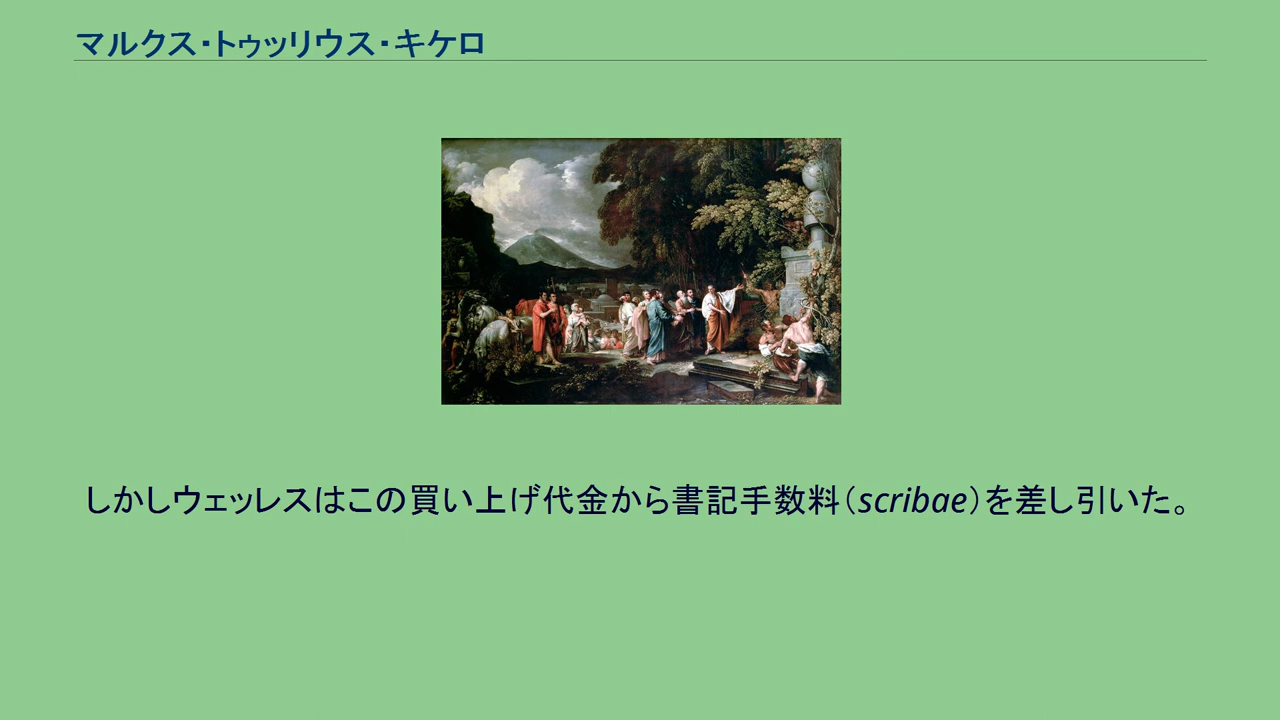 マルクス・トゥッリウス・キケロ
しかしウェッレスはこの買い上げ代金から書記手数料（scribae）を差し引いた。